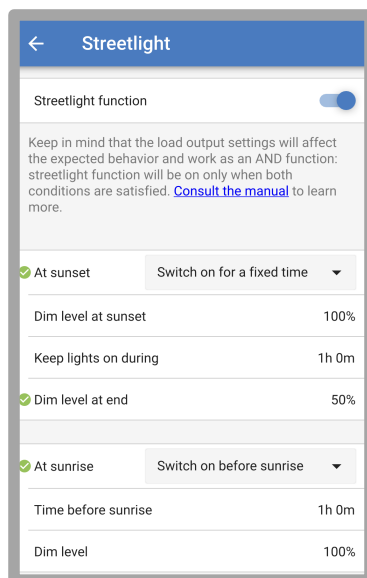 Streetlight
Streetlight function
Keep in mind that the load output settings will affect
the expected behavior and work as an AND function:
streetlight function will be on only when both
conditions are satisfied. Consult the manual to learn
more.
At sunset Switch on for a fixed time
Dim level at sunset 100%
Keep lights on during 1h 0m
Dim level at end 50%
At sunrise Switch on before sunrise
Time before sunrise 1h 0m
Dim level 100%